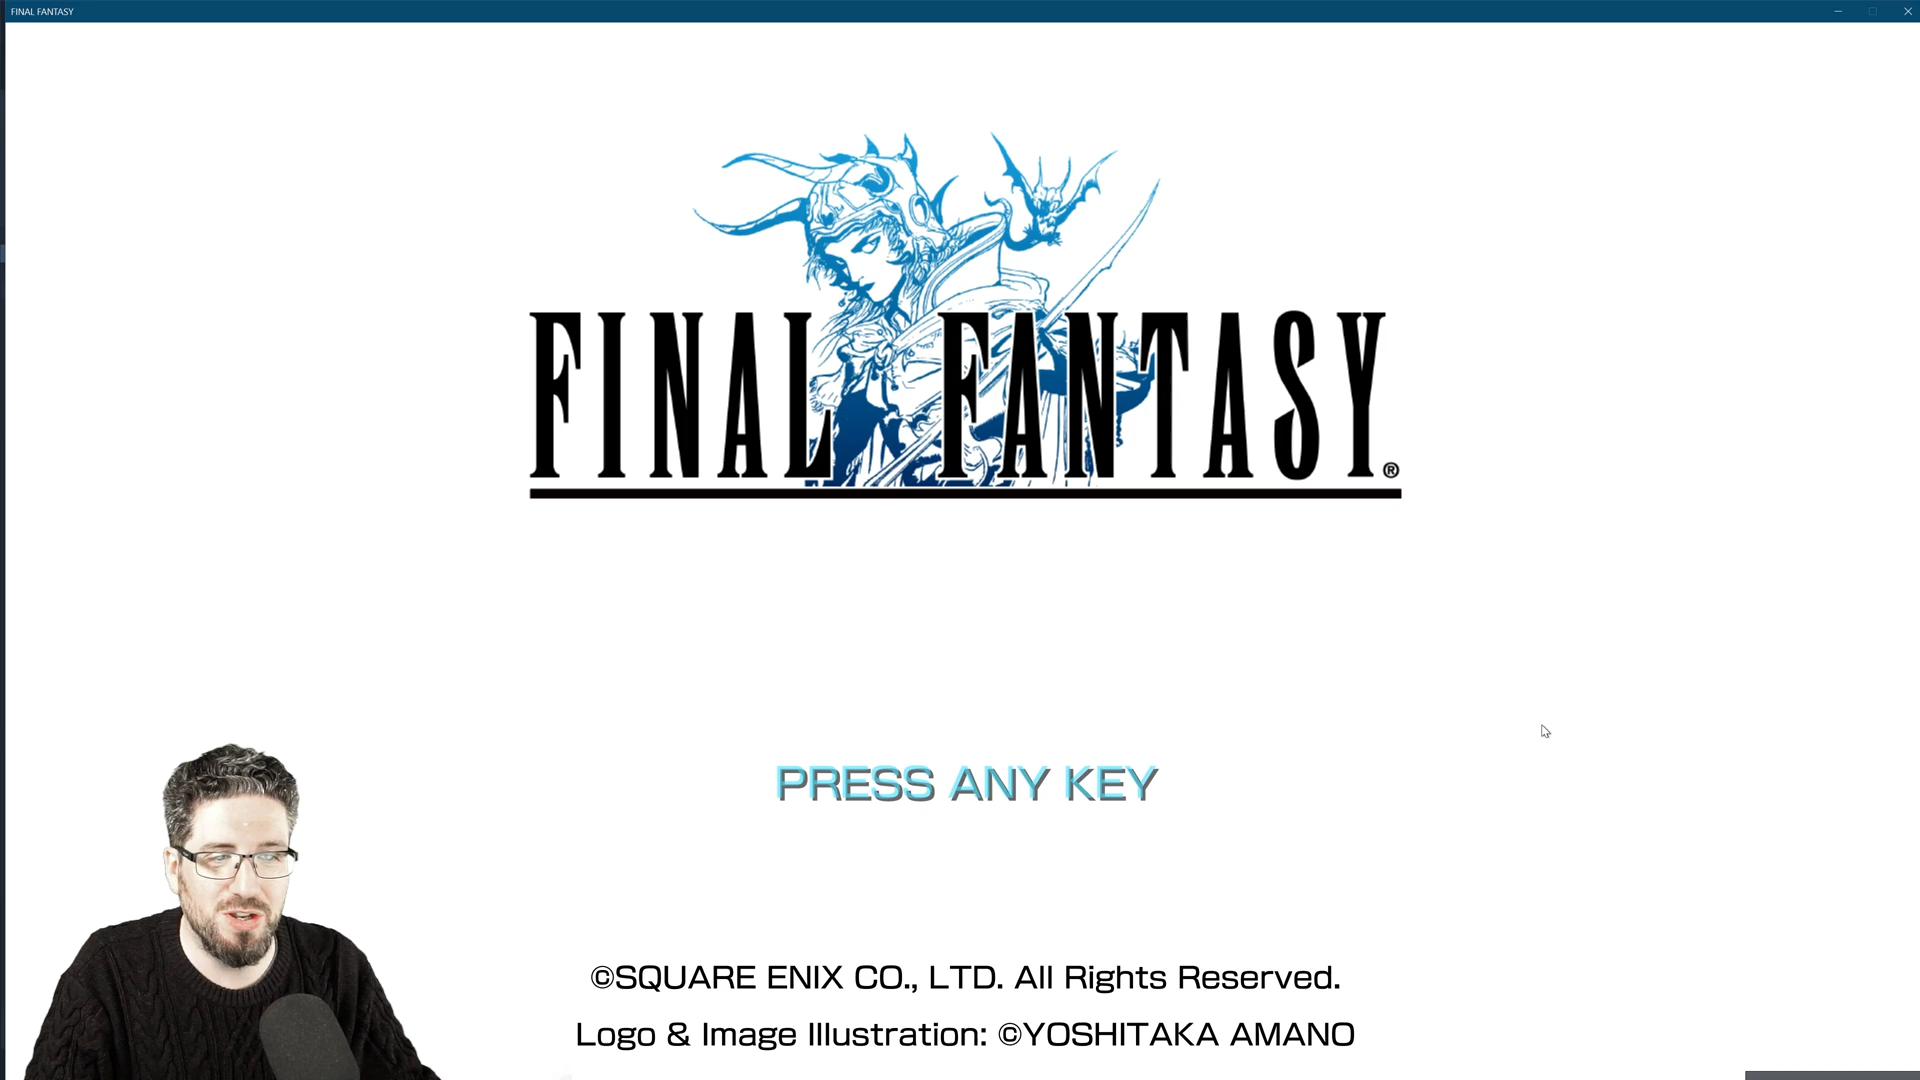 FINAL FANTASY
FINAL FANTASY®
PRESS ANY KEY
©SQUARE ENIX CO., LTD. All Rights Reserved.
Logo & Image Illustration: ©YOSHITAKA AMANO